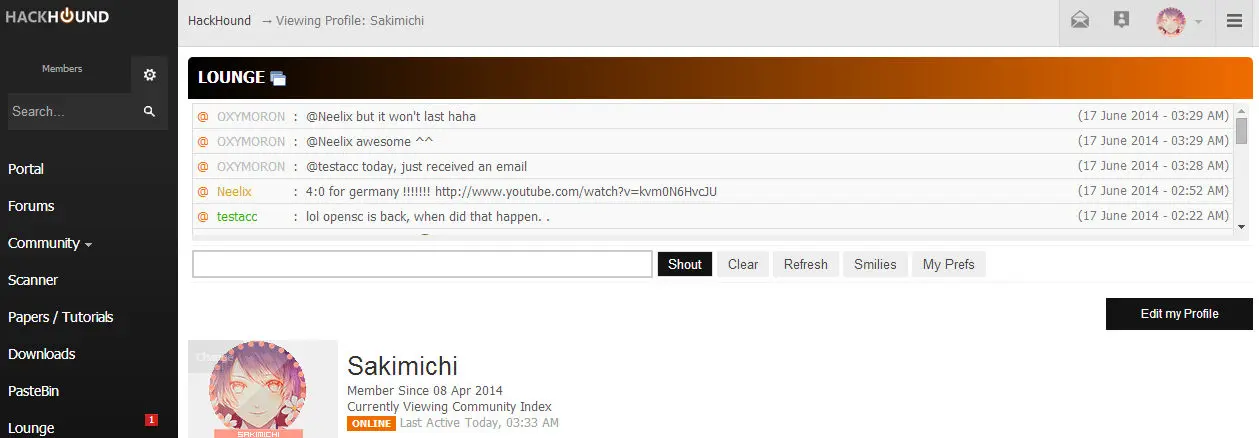 HACKHOUND
HackHound → Viewing Profile: Sakimichi
Members
Search...
Portal
Forums
Community
Scanner
Papers / Tutorials
Downloads
PasteBin
Lounge 1
LOUNGE
@ OXYMORON : @Neelix but it won't last haha (17 June 2014 - 03:29 AM)
@ OXYMORON : @Neelix awesome ^^ (17 June 2014 - 03:29 AM)
@ OXYMORON : @testacc today, just received an email (17 June 2014 - 03:28 AM)
@ Neelix : 4:0 for germany !!!!!!! http://www.youtube.com/watch?v=kvm0N6HvcJU (17 June 2014 - 02:52 AM)
@ testacc : lol opensc is back, when did that happen. . (17 June 2014 - 02:22 AM)
Shout Clear Refresh Smilies My Prefs
Edit my Profile
Change
SAKIMICHI
Sakimichi
Member Since 08 Apr 2014
Currently Viewing Community Index
ONLINE Last Active Today, 03:33 AM